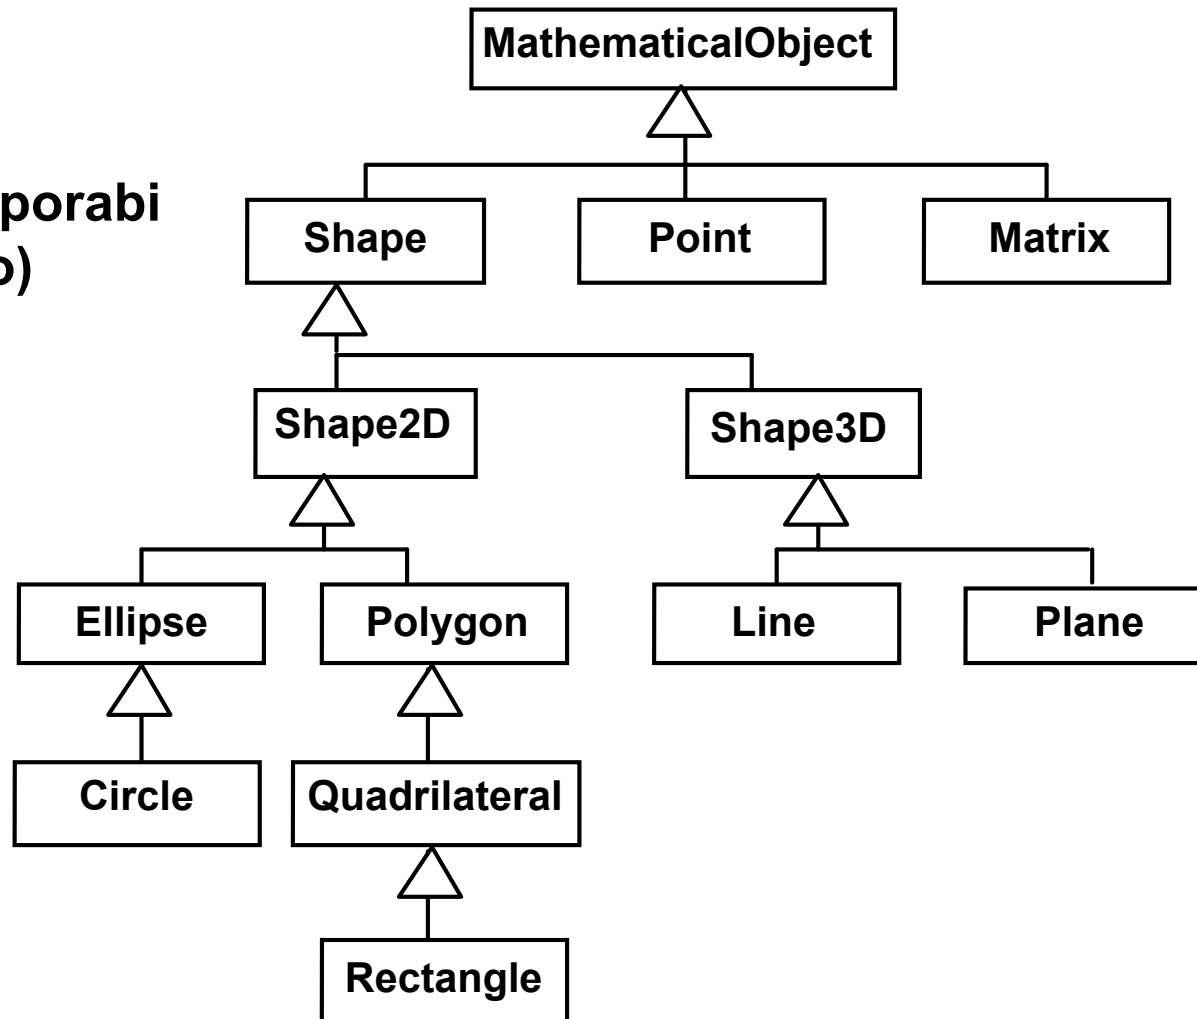 MathematicalObject
porabi
o)
Shape Point Matrix
Shape2D Shape3D
Ellipse Polygon Line Plane
Circle Quadrilateral
Rectangle